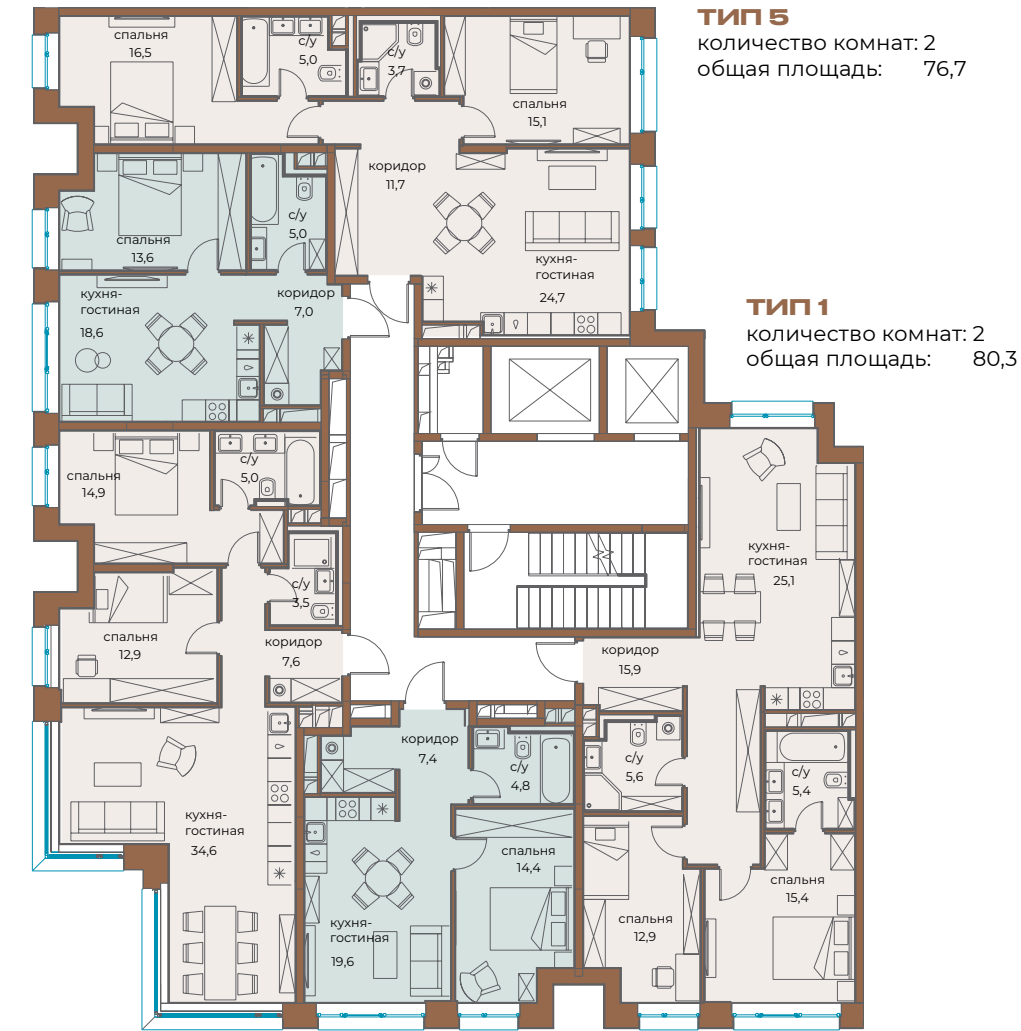 ТИП 5
количество комнат: 2
общая площадь: 76,7
спальня
16,5
с/у
5,0
с/у
3,7
спальня
15,1
коридор
11,7
кухня-
гостиная
24,7
спальня
13,6
с/у
5,0
кухня-
гостиная
18,6
коридор
7,0
ТИП 1
количество комнат: 2
общая площадь: 80,3
спальня
14,9
с/у
5,0
с/у
3,5
спальня
12,9
коридор
7,6
кухня-
гостиная
34,6
кухня-
гостиная
25,1
коридор
15,9
коридор
7,4
с/у
4,8
с/у
5,6
с/у
5,4
спальня
14,4
кухня-
гостиная
19,6
спальня
12,9
спальня
15,4